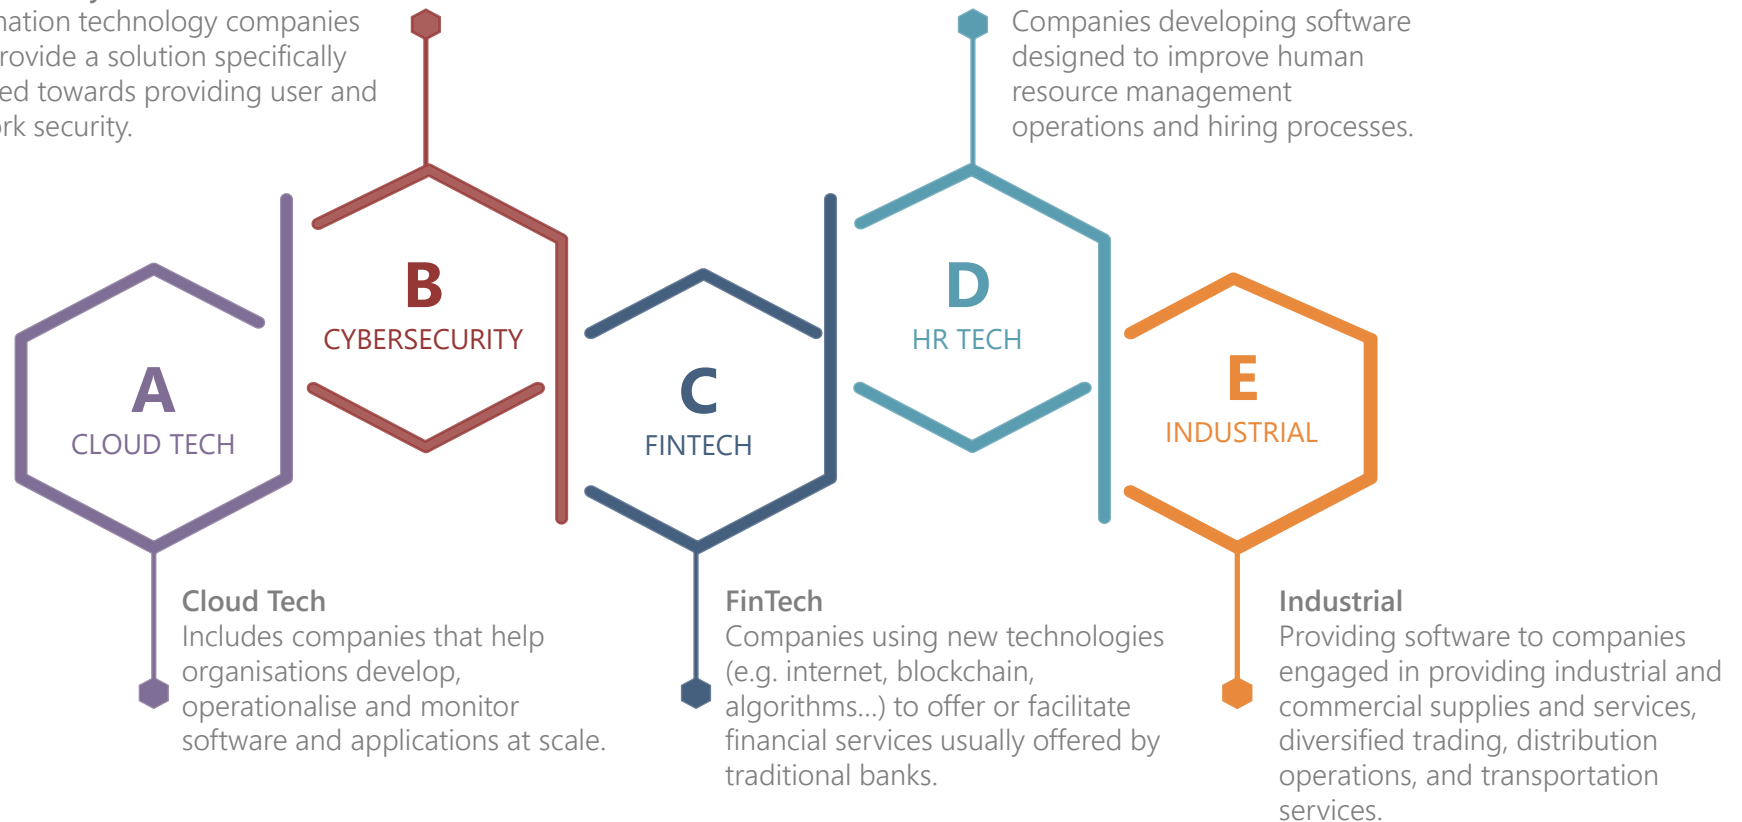 nation technology companies
rovide a solution specifically
ed towards providing user and
rk security.
Companies developing software
designed to improve human
resource management
operations and hiring processes.
A
CLOUD TECH
B
CYBERSECURITY
C
FINTECH
D
HR TECH
E
INDUSTRIAL
Cloud Tech
Includes companies that help
organisations develop,
operationalise and monitor
software and applications at scale.
FinTech
Companies using new technologies
(e.g. internet, blockchain,
algorithms...) to offer or facilitate
financial services usually offered by
traditional banks.
Industrial
Providing software to companies
engaged in providing industrial and
commercial supplies and services,
diversified trading, distribution
operations, and transportation
services.